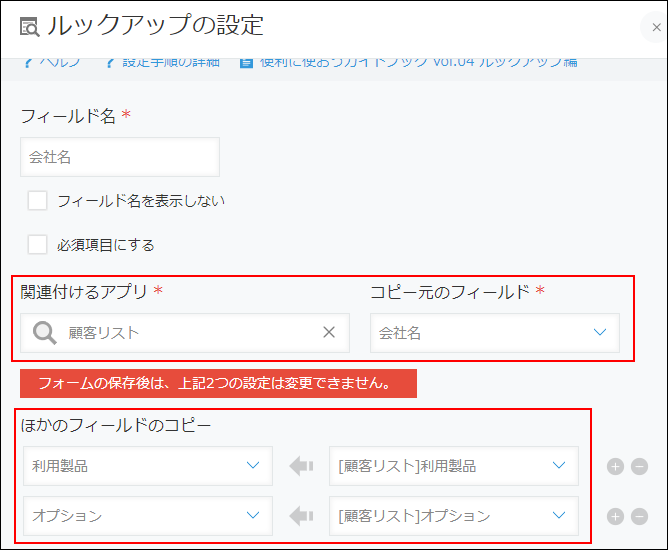 ルックアップの設定
ヘルプ 設定手順の詳細 便利に使おうガイドブック Vol.04 ルックアップ編
フィールド名 *
会社名
フィールド名を表示しない
必須項目にする
関連付けるアプリ * コピー元のフィールド *
顧客リスト 会社名
フォームの保存後は、上記2つの設定は変更できません。
ほかのフィールドのコピー
利用製品 [顧客リスト]利用製品
オプション [顧客リスト]オプション